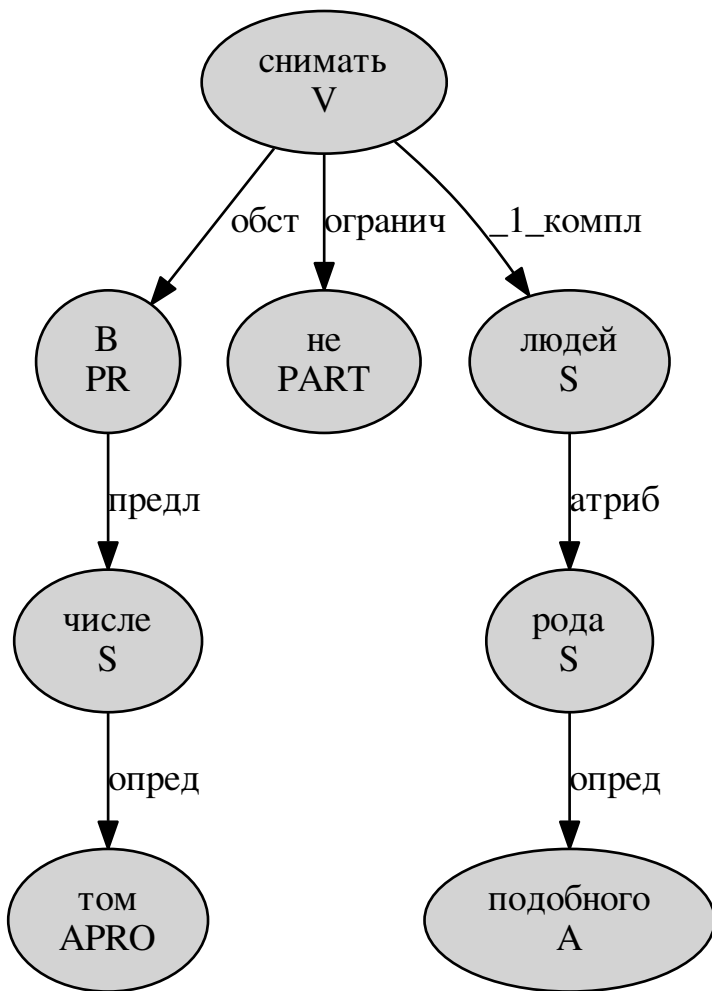 снимать
V
обст
огранич
_1_компл
В
PR
не
PART
людей
S
предл
атриб
числе
S
рода
S
опред
опред
том
APRO
подобного
A